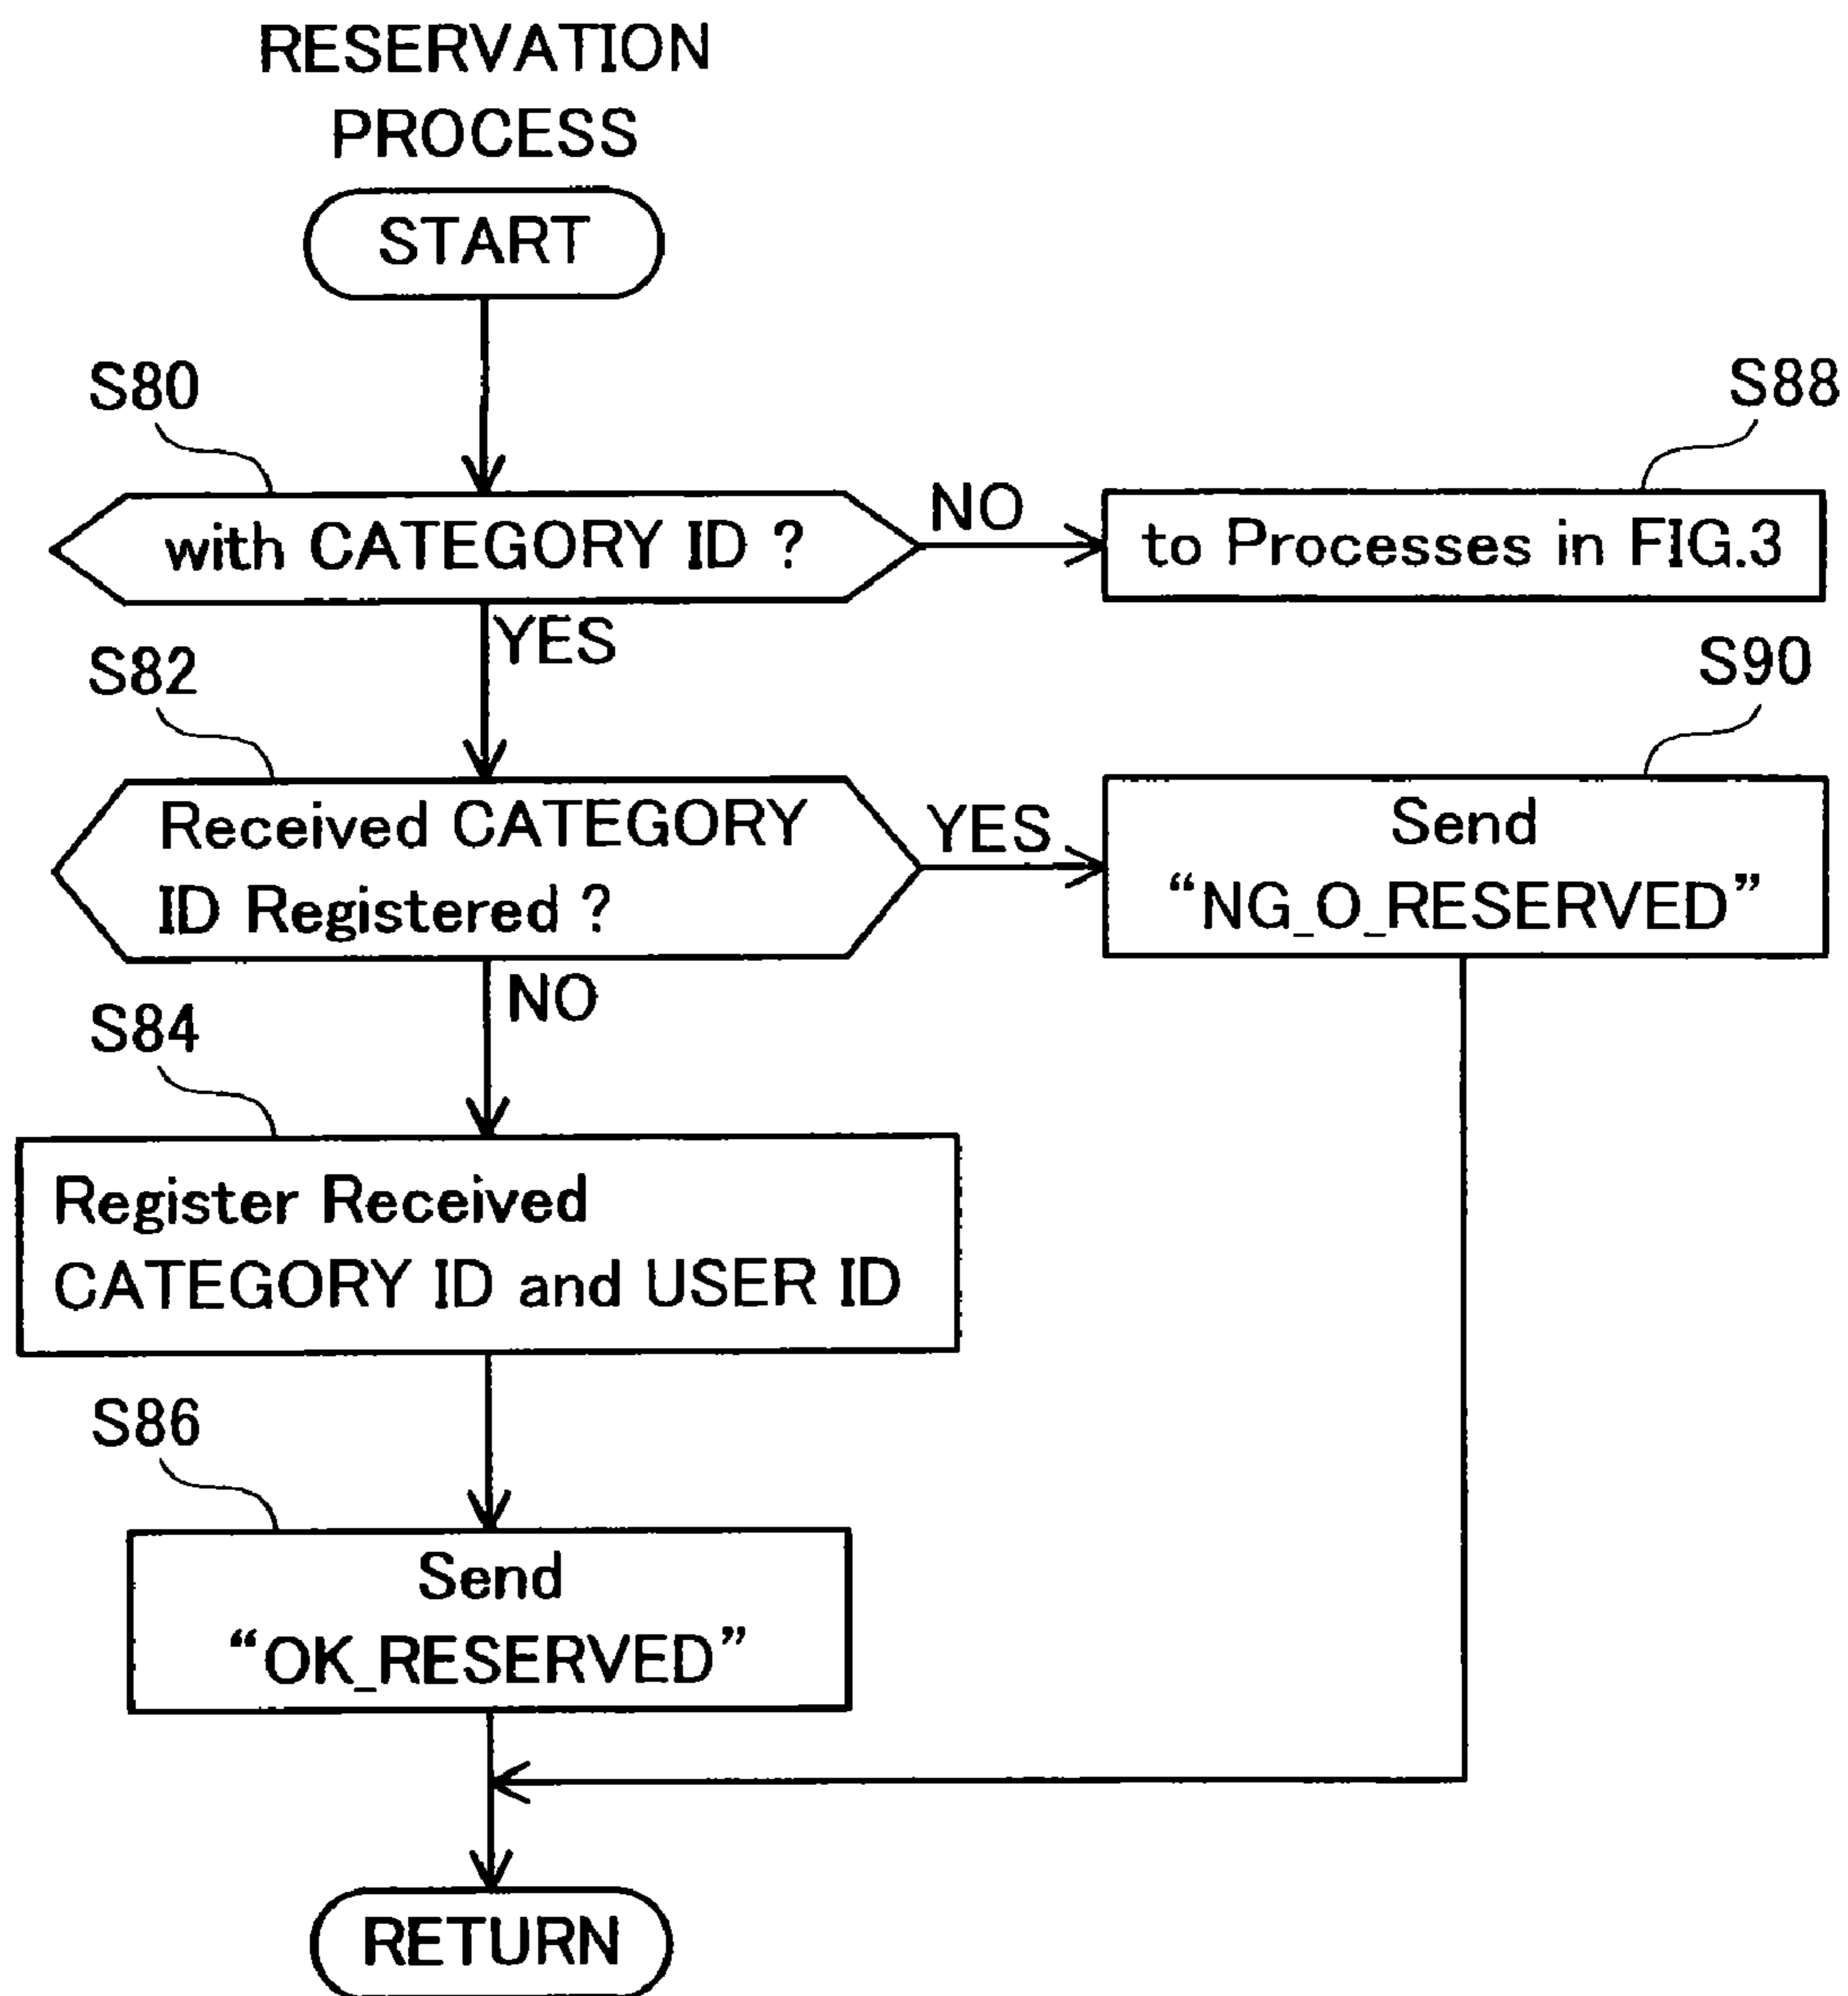 RESERVATION
PROCESS
START
S80
S88
with CATEGORY ID ?
NO
to Processes in FIG.3
YES
S82
S90
Received CATEGORY
ID Registered ?
YES
Send
“NG_O_RESERVED”
NO
S84
Register Received
CATEGORY ID and USER ID
S86
Send
“OK_RESERVED”
RETURN